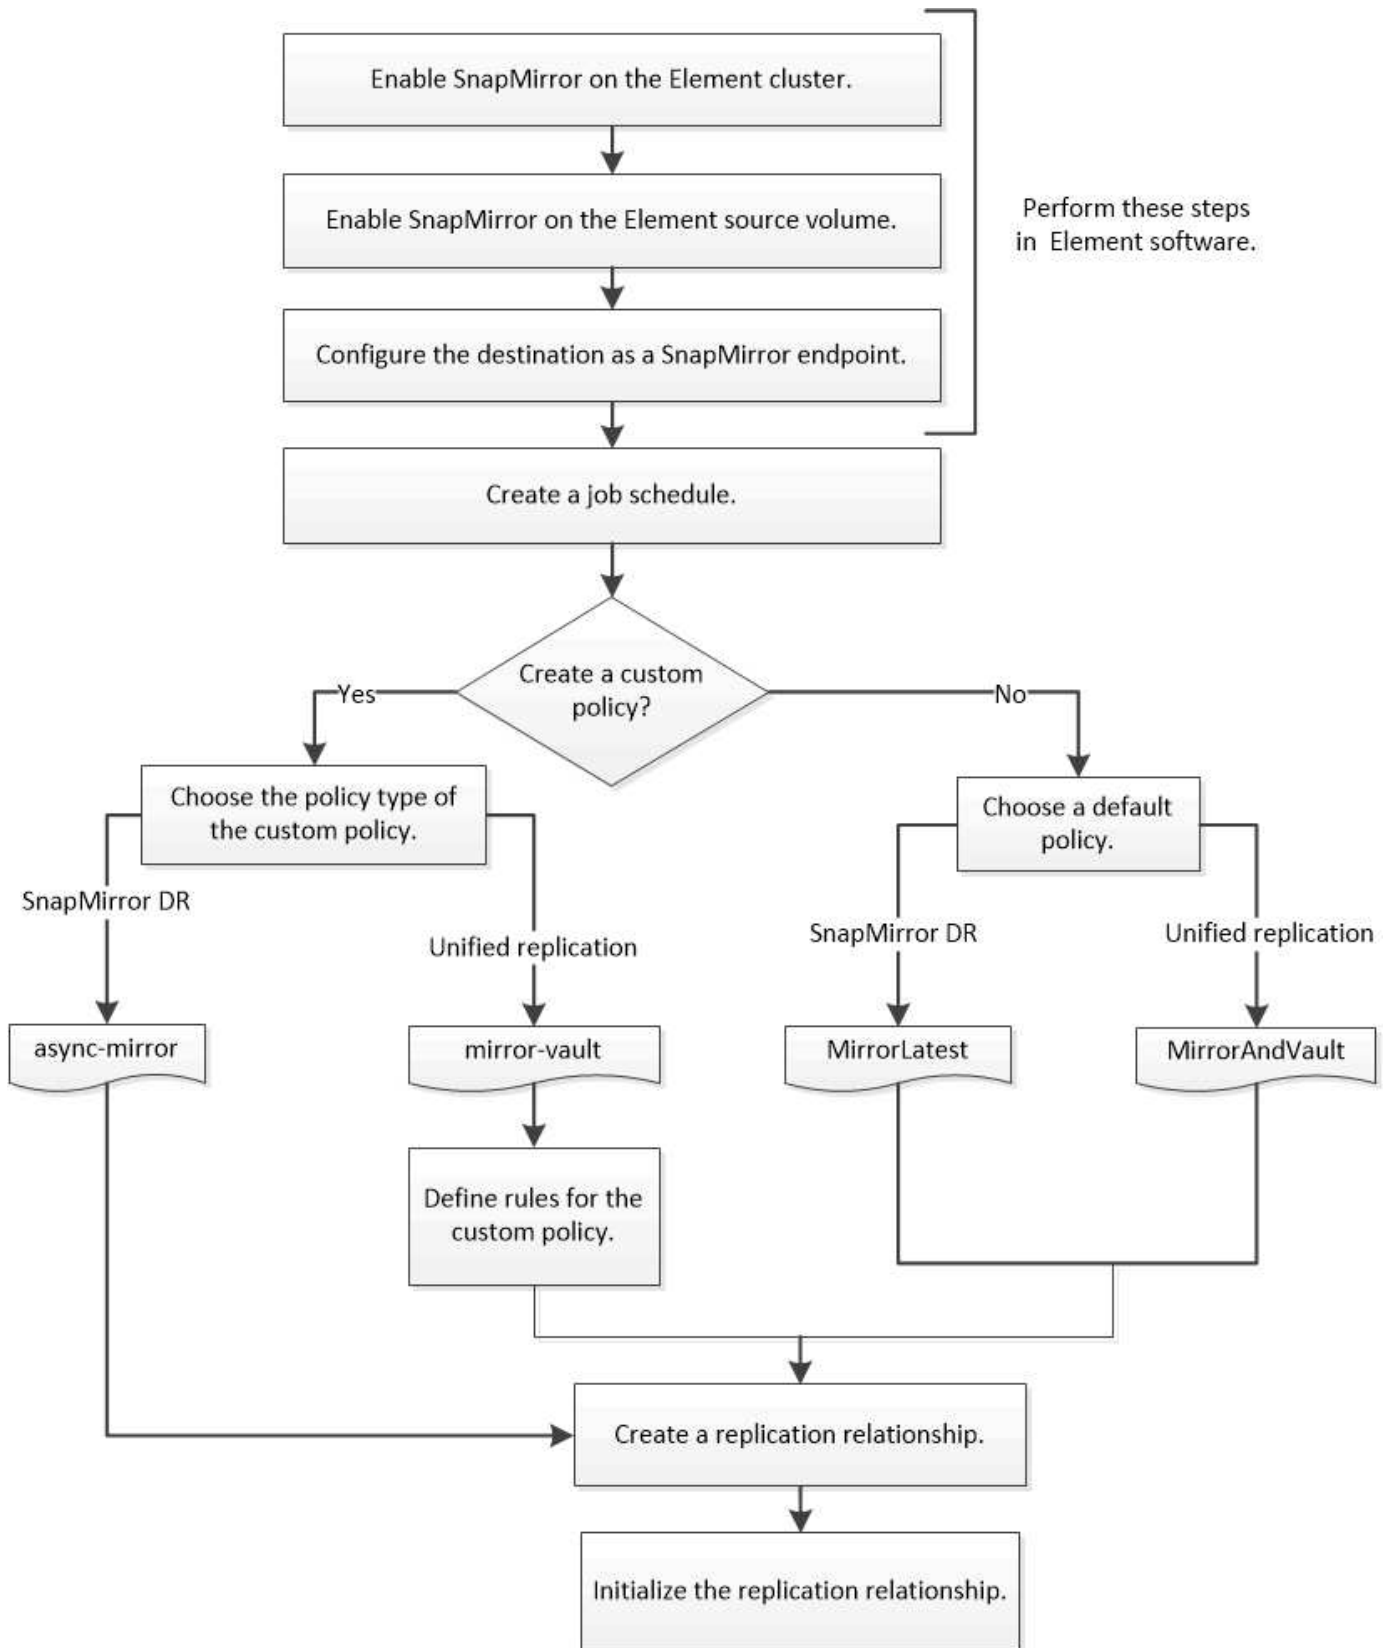 Enable SnapMirror on the Element cluster.
Enable SnapMirror on the Element source volume.
Perform these steps
in Element software.
Configure the destination as a SnapMirror endpoint.
Create a job schedule.
Create a custom
policy?
Yes
No
Choose the policy type of
the custom policy.
Choose a default
policy.
SnapMirror DR
Unified replication
SnapMirror DR
Unified replication
async-mirror
mirror-vault
MirrorLatest
MirrorAndVault
Define rules for the
custom policy.
Create a replication relationship.
Initialize the replication relationship.